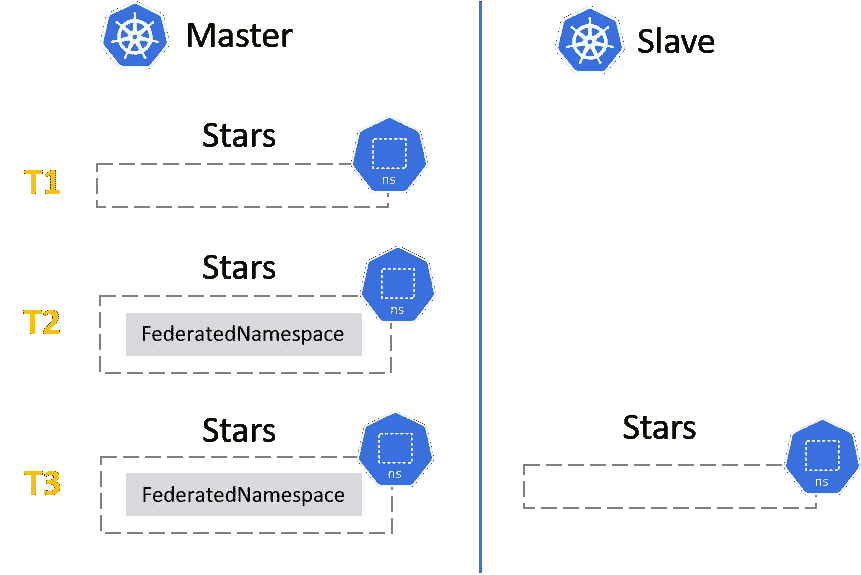 Master
Slave
Stars
ns
T1
Stars
ns
T2
FederatedNamespace
Stars
ns
T3
FederatedNamespace
Stars
ns